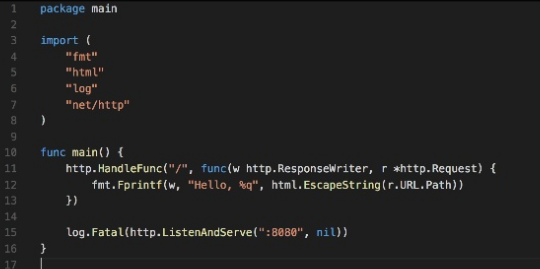 1 package main
2
3 import (
4     "fmt"
5     "html"
6     "log"
7     "net/http"
8 )
9
10 func main() {
11     http.HandleFunc("/", func(w http.ResponseWriter, r *http.Request) {
12         fmt.Fprintf(w, "Hello, %q", html.EscapeString(r.URL.Path))
13     })
14
15     log.Fatal(http.ListenAndServe(":8080", nil))
16 }
17